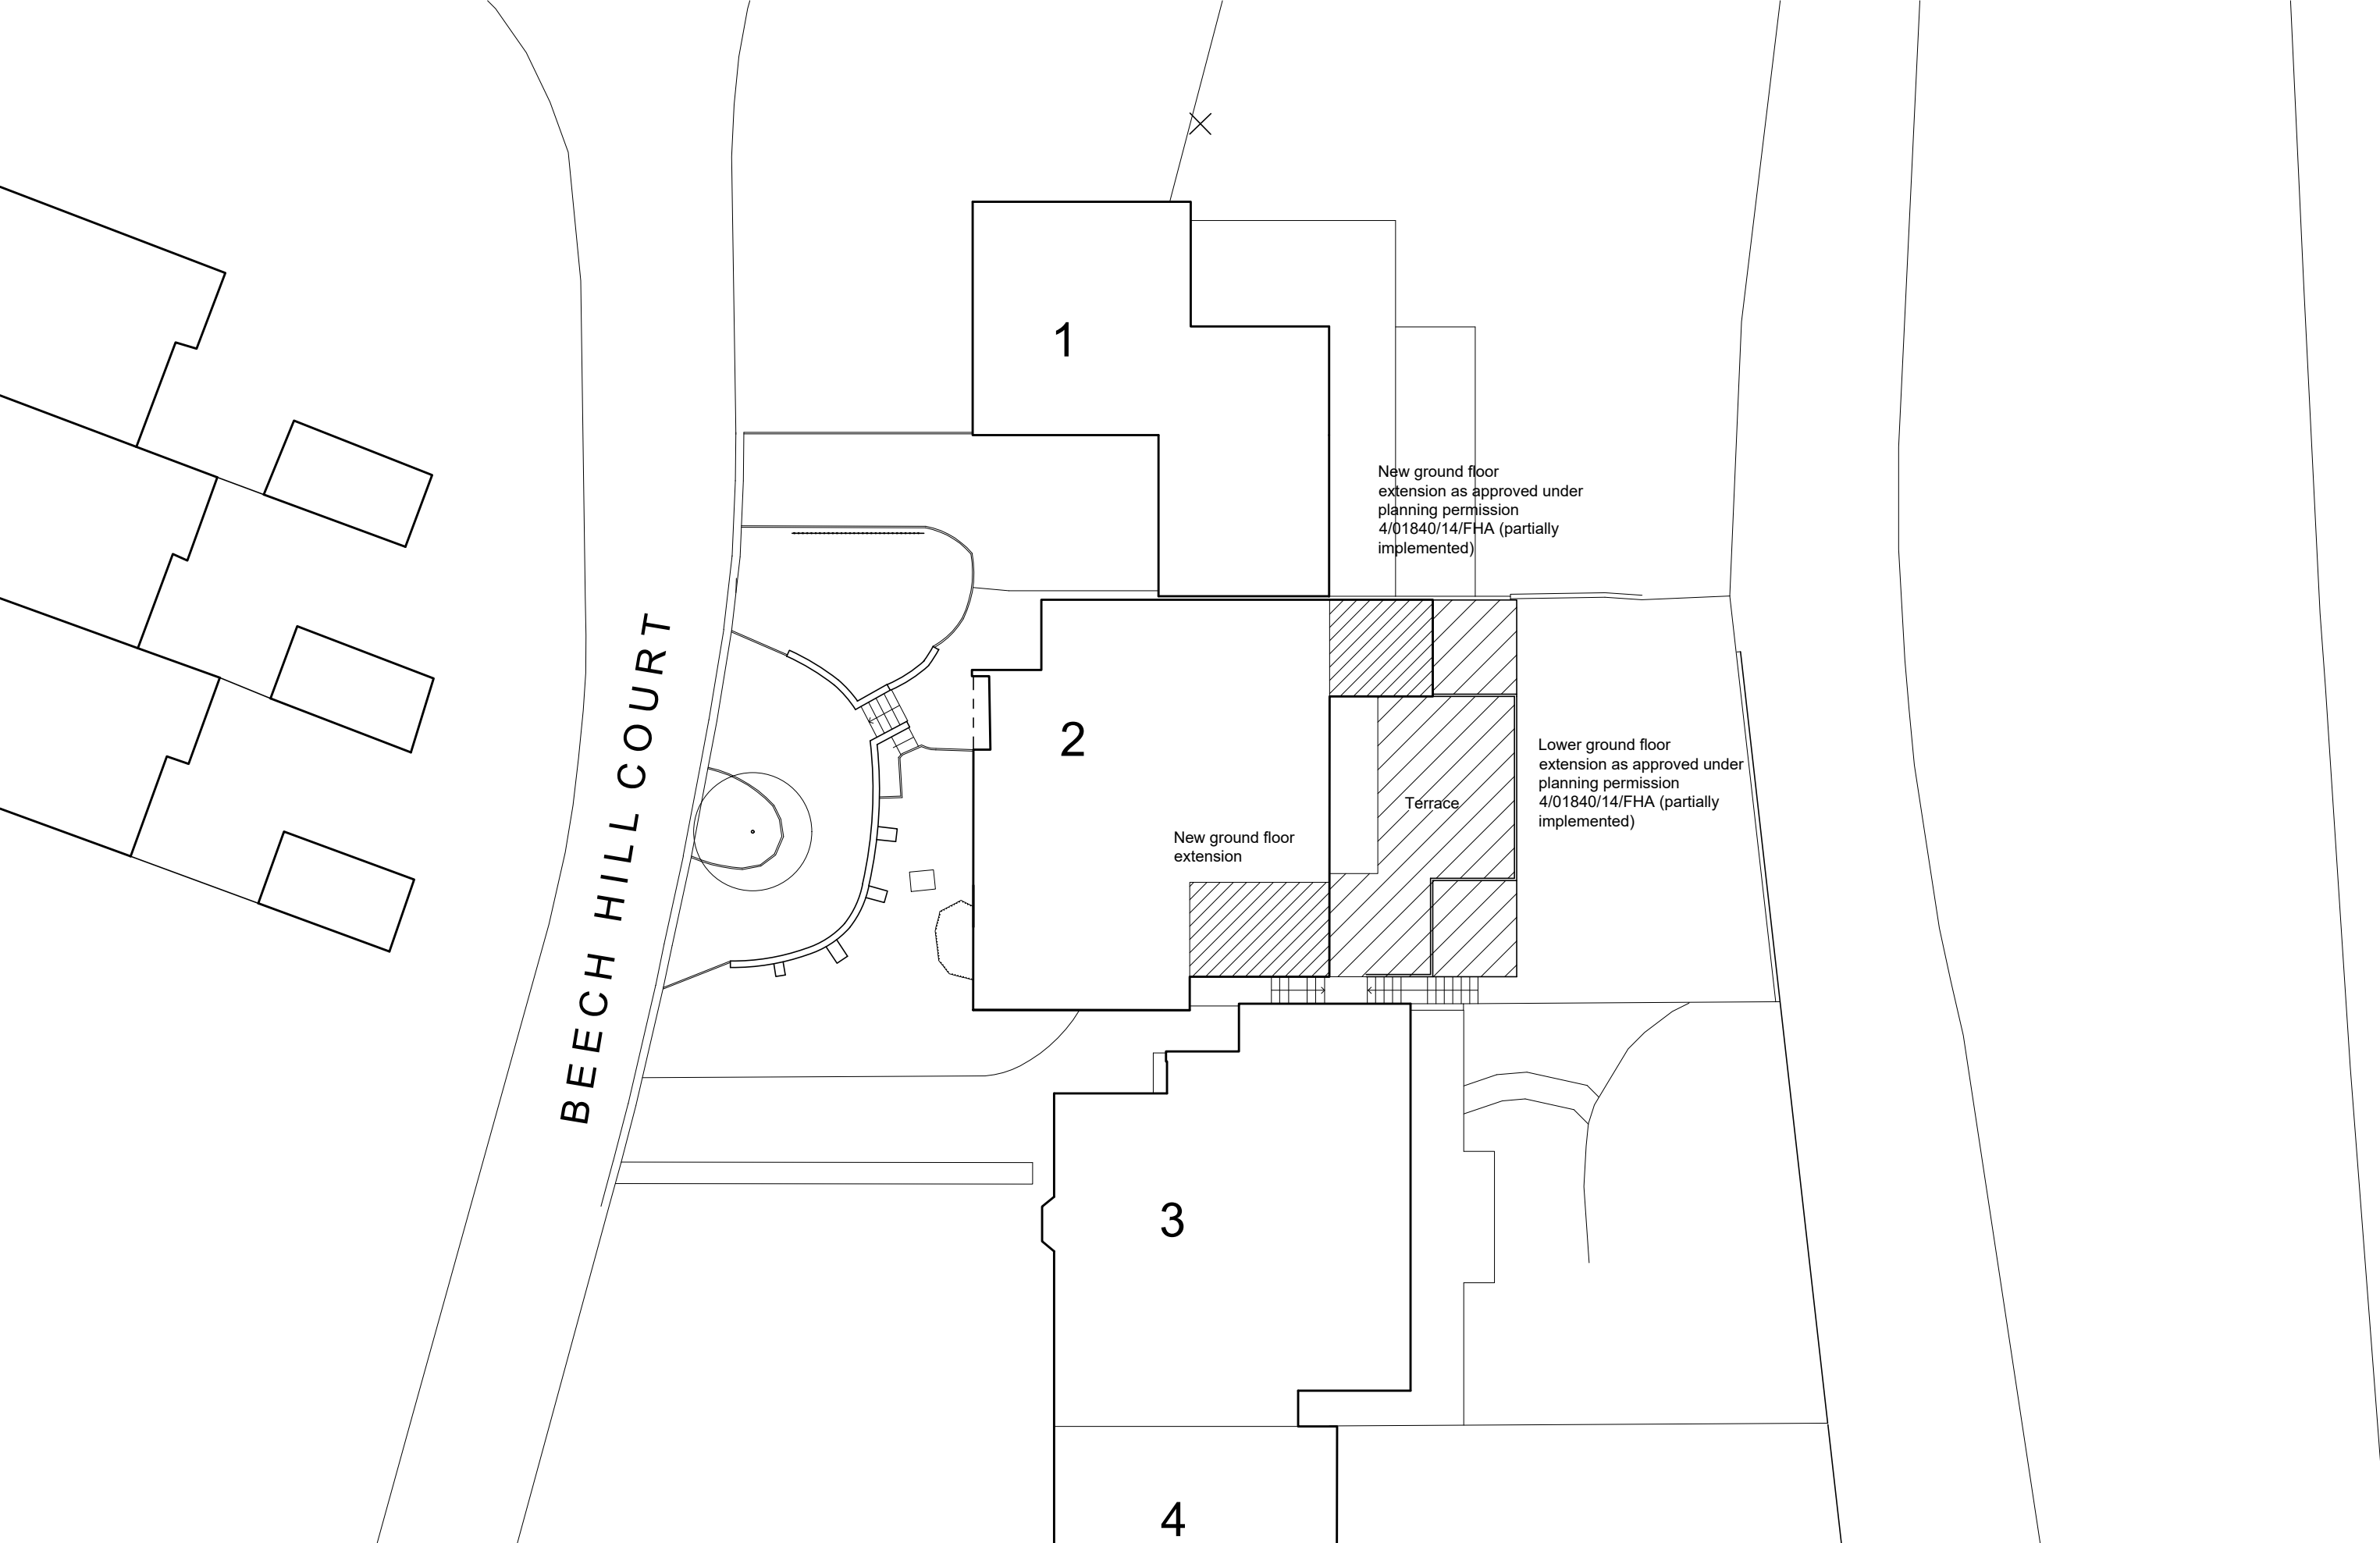 1
New ground floor
extension as approved under
planning permission
4/01840/14/FHA (partially
implemented)
BEECH HILL COURT
2
Lower ground floor
extension as approved under
planning permission
4/01840/14/FHA (partially
implemented)
Terrace
New ground floor
extension
3
4